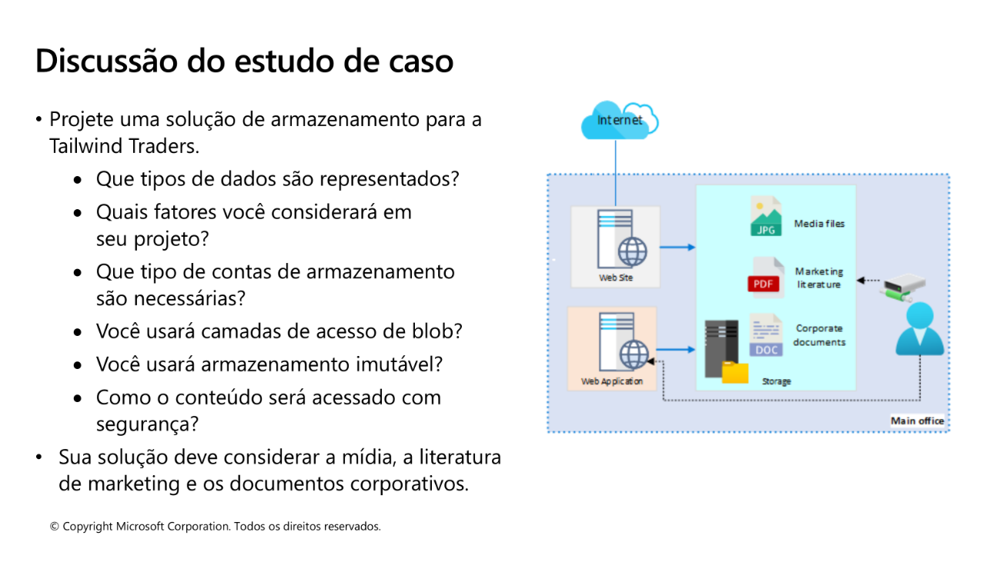 Discussão do estudo de caso
• Projete uma solução de armazenamento para a
Tailwind Traders.
• Que tipos de dados são representados?
• Quais fatores você considerará em
seu projeto?
• Que tipo de contas de armazenamento
são necessárias?
• Você usará camadas de acesso de blob?
• Você usará armazenamento imutável?
• Como o conteúdo será acessado com
segurança?
• Sua solução deve considerar a mídia, a literatura
de marketing e os documentos corporativos.
© Copyright Microsoft Corporation. Todos os direitos reservados.
Internet
Web Site
Web Application
JPG
Media files
PDF
Marketing
literature
DOC
Corporate
documents
Storage
Main office